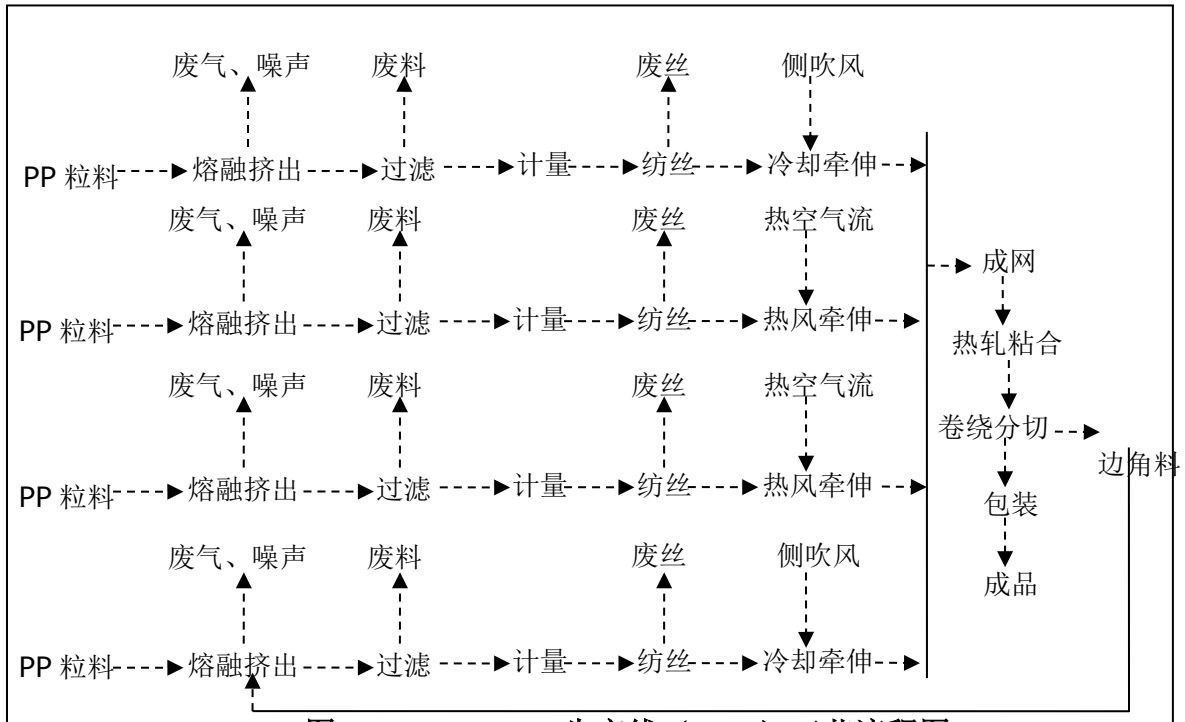 废气、噪声 废料 废丝 侧吹风
PP 粒料 熔融挤出 过滤 计量 纺丝 冷却牵伸
废气、噪声 废料 废丝 热空气流
成网
PP 粒料 熔融挤出 过滤 计量 纺丝 热风牵伸
热轧粘合
废气、噪声 废料 废丝 热空气流
卷绕分切
边角料
PP 粒料 熔融挤出 过滤 计量 纺丝 热风牵伸
包装
废气、噪声 废料 废丝 侧吹风
成品
PP 粒料 熔融挤出 过滤 计量 纺丝 冷却牵伸